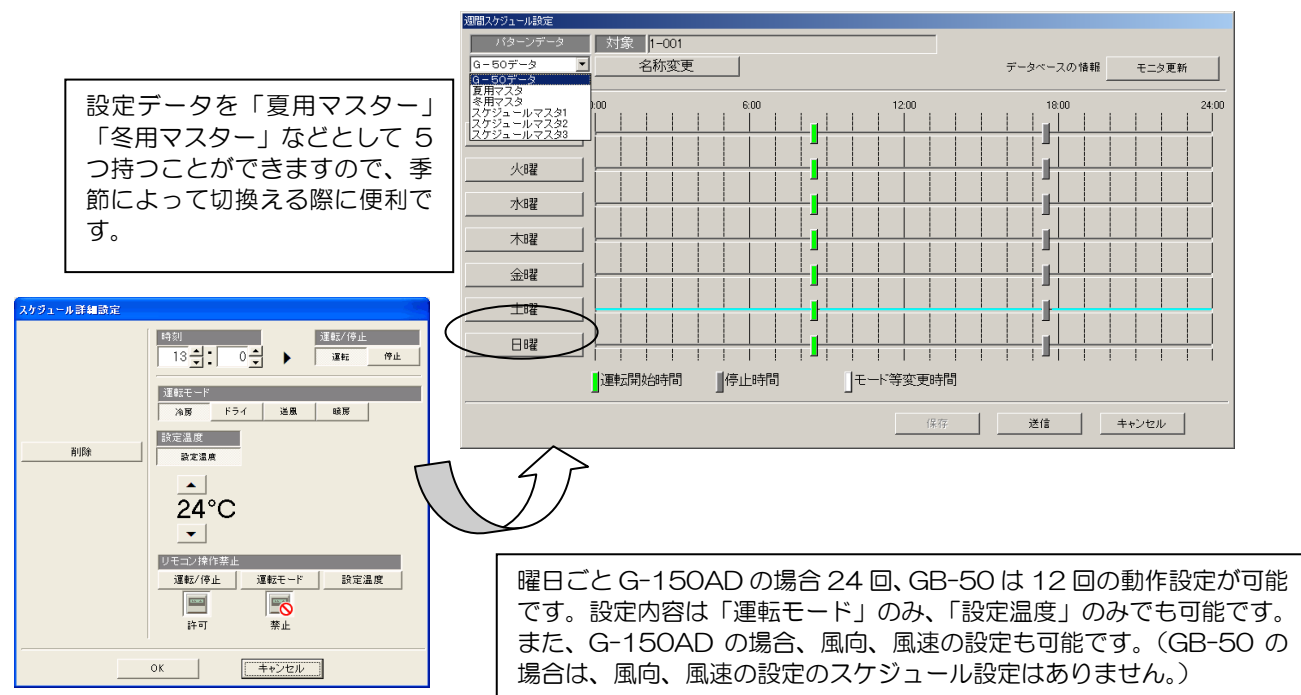 設定データを「夏用マスター」
「冬用マスター」などとして 5
つ持つことができますので、季
節によって切換える際に便利で
す。
週間スケジュール設定
パターンデータ 対象 1-001
G-50データ 名称変更 データベースの情報 モニタ更新
G-50データ
夏用マスタ
冬用マスタ
スケジュールマスタ1
スケジュールマスタ2
スケジュールマスタ3
0:00 6:00 12:00 18:00 24:00
火曜
水曜
木曜
金曜
土曜
日曜
運転開始時間 停止時間 モード等変更時間
保存 送信 キャンセル
スケジュール詳細設定
時刻 運転/停止
13 : 0 運転 停止
運転モード
冷房 ドライ 送風 暖房
設定温度
削除
設定温度
24°C
リモコン操作禁止
運転/停止 運転モード 設定温度
許可 禁止
OK キャンセル
曜日ごと G-150AD の場合 24 回、GB-50 は 12 回の動作設定が可能
です。設定内容は「運転モード」のみ、「設定温度」のみでも可能です。
また、G-150AD の場合、風向、風速の設定も可能です。（GB-50 の
場合は、風向、風速の設定のスケジュール設定はありません。）